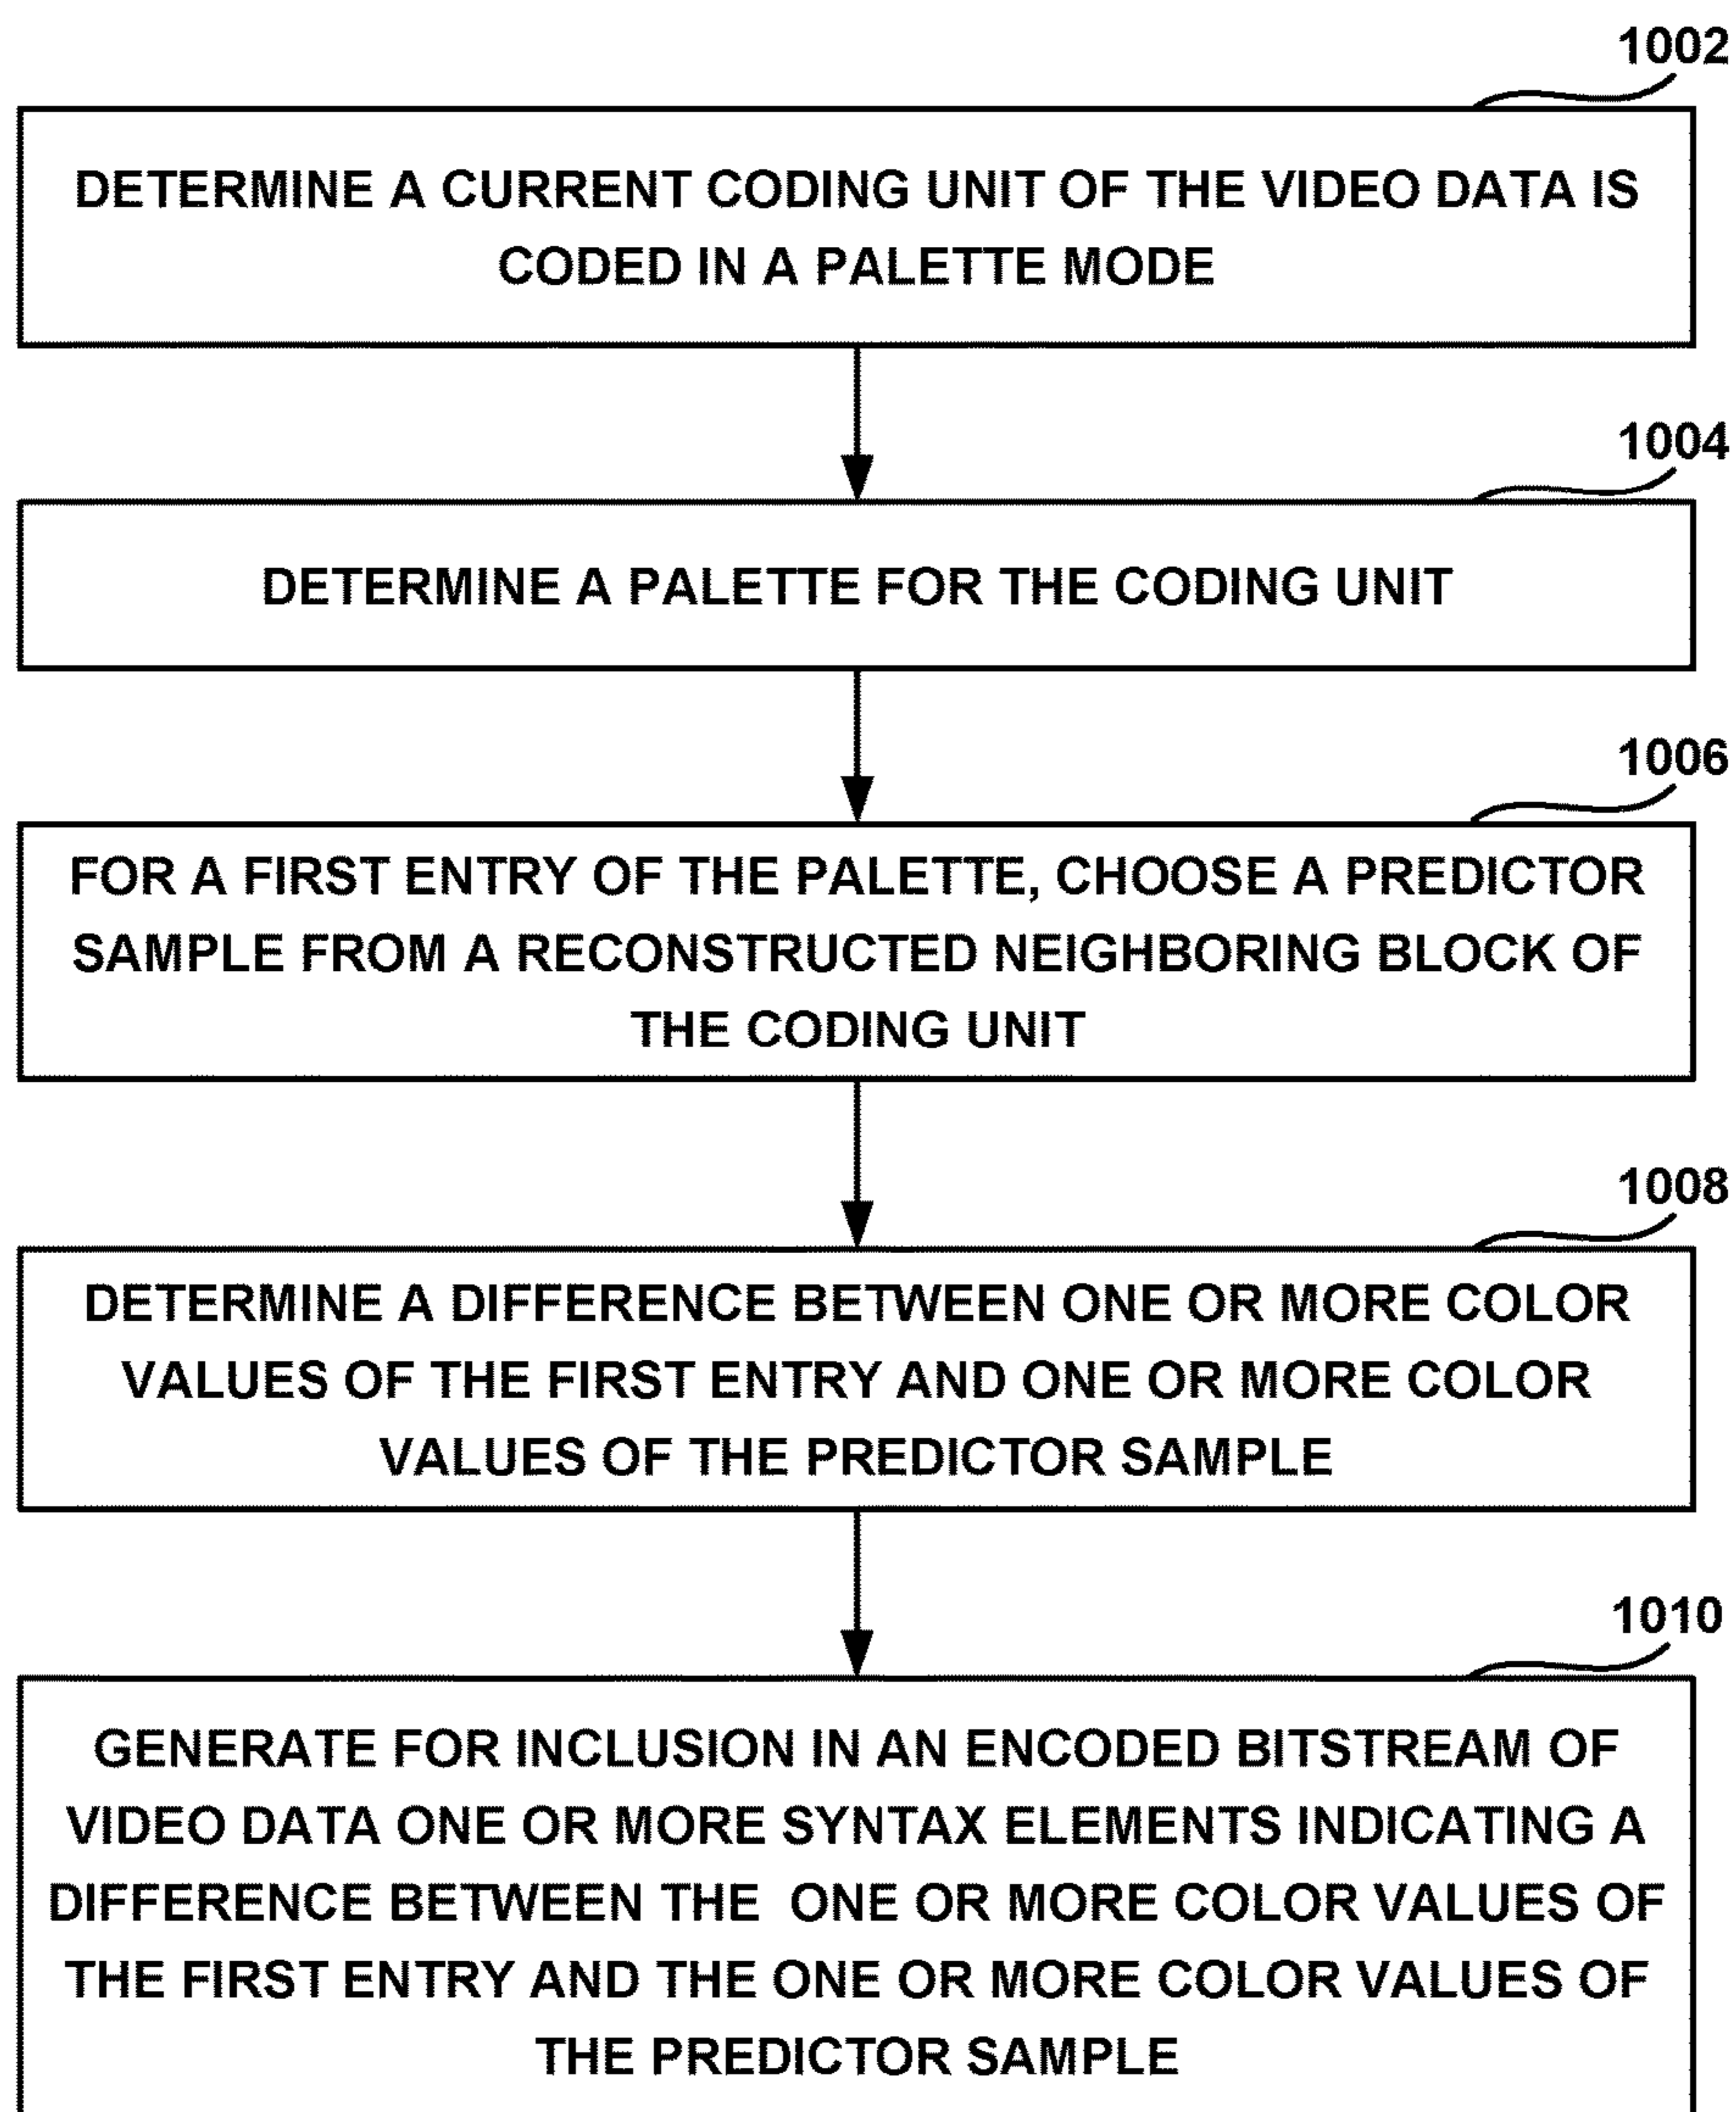 1002
DETERMINE A CURRENT CODING UNIT OF THE VIDEO DATA IS
CODED IN A PALETTE MODE
1004
DETERMINE A PALETTE FOR THE CODING UNIT
1006
FOR A FIRST ENTRY OF THE PALETTE, CHOOSE A PREDICTOR
SAMPLE FROM A RECONSTRUCTED NEIGHBORING BLOCK OF
THE CODING UNIT
1008
DETERMINE A DIFFERENCE BETWEEN ONE OR MORE COLOR
VALUES OF THE FIRST ENTRY AND ONE OR MORE COLOR
VALUES OF THE PREDICTOR SAMPLE
1010
GENERATE FOR INCLUSION IN AN ENCODED BITSTREAM OF
VIDEO DATA ONE OR MORE SYNTAX ELEMENTS INDICATING A
DIFFERENCE BETWEEN THE ONE OR MORE COLOR VALUES OF
THE FIRST ENTRY AND THE ONE OR MORE COLOR VALUES OF
THE PREDICTOR SAMPLE